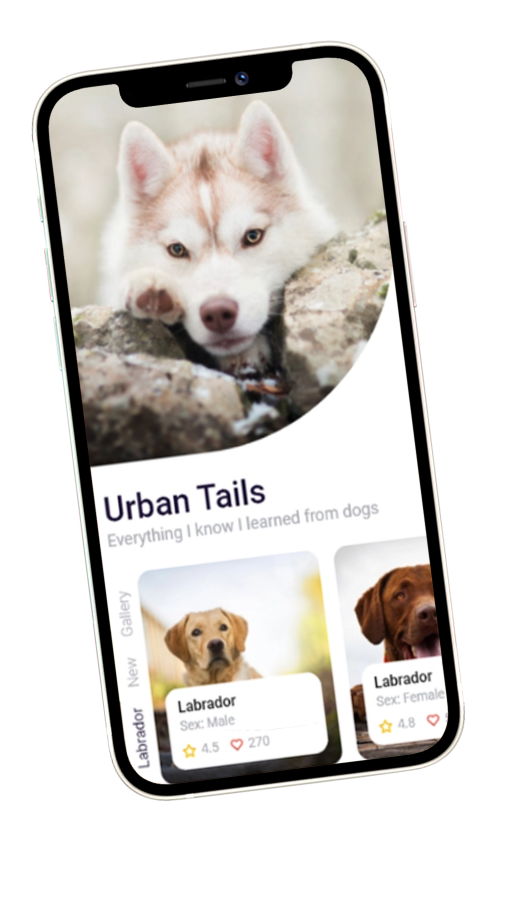 Urban Tails
Everything I know I learned from dogs
Gallery
New
Labrador
Labrador
Sex: Male
4.5 270
Labrador
Sex: Female
4.8